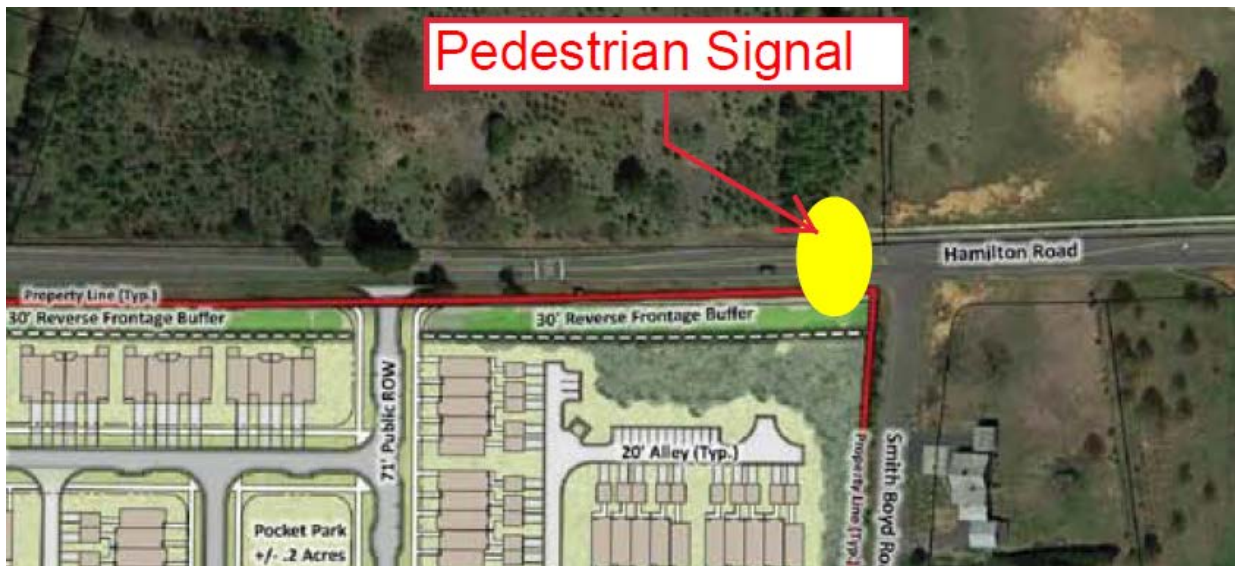 Pedestrian Signal
Hamilton Road
Property Line (Typ.)
30' Reverse Frontage Buffer
30' Reverse Frontage Buffer
71' Public ROW
20' Alley (Typ.)
Property Line (Typ.)
Smith Boyd Ro
Pocket Park
+/- .2 Acres